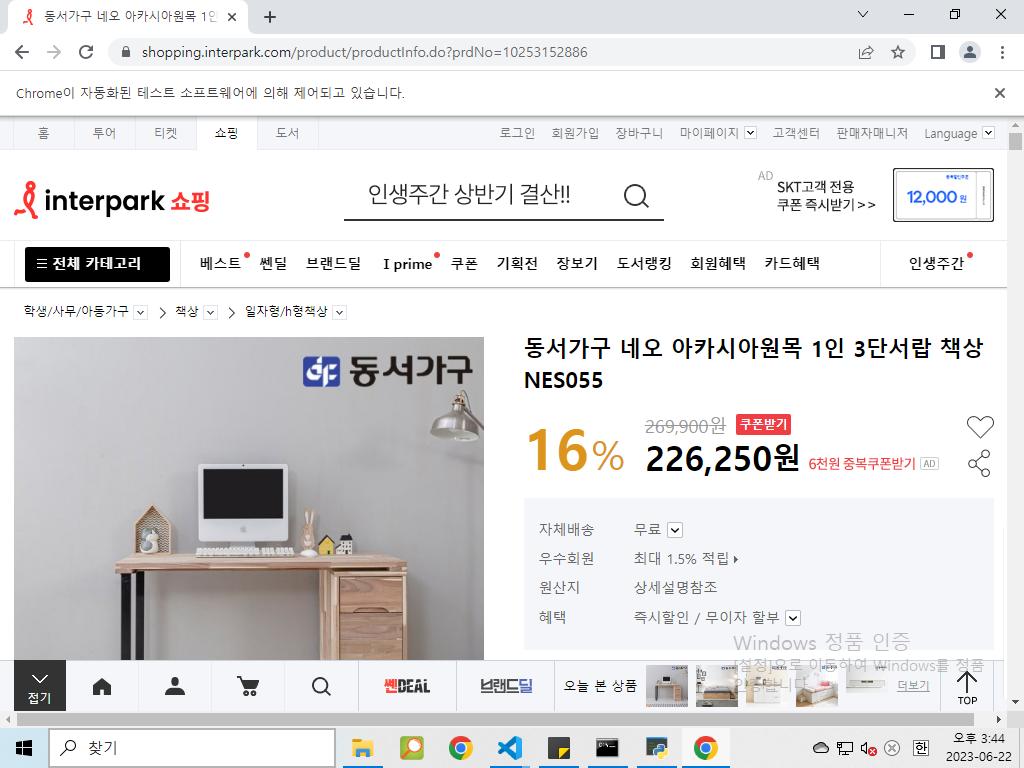 동서가구 네오 아카시아원목 1인
shopping.interpark.com/product/productInfo.do?prdNo=10253152886
Chrome이 자동화된 테스트 소프트웨어에 의해 제어되고 있습니다.
홈 투어 티켓 쇼핑 도서 로그인 회원가입 장바구니 마이페이지 고객센터 판매자매니저 Language
interpark 쇼핑
인생주간 상반기 결산!!
AD SKT고객 전용
쿠폰 즉시받기 >>
12,000원
전체 카테고리 베스트 쎈딜 브랜드딜 I prime 쿠폰 기획전 장보기 도서랭킹 회원혜택 카드혜택 인생주간
학생/사무/아동가구 > 책상 > 일자형/h형책상
동서가구
동서가구 네오 아카시아원목 1인 3단서랍 책상
NES055
16% 269,900원 쿠폰받기
226,250원 6천원 중복쿠폰받기 AD
자체배송 무료
우수회원 최대 1.5% 적립
원산지 상세설명참조
혜택 즉시할인 / 무이자 할부
Windows 정품 인증
[설정]으로 이동하여 Windows를 정품
인증합니다.
접기
쎈DEAL 브랜드딜 오늘 본 상품 더보기
TOP
찾기
한
오후 3:44
2023-06-22